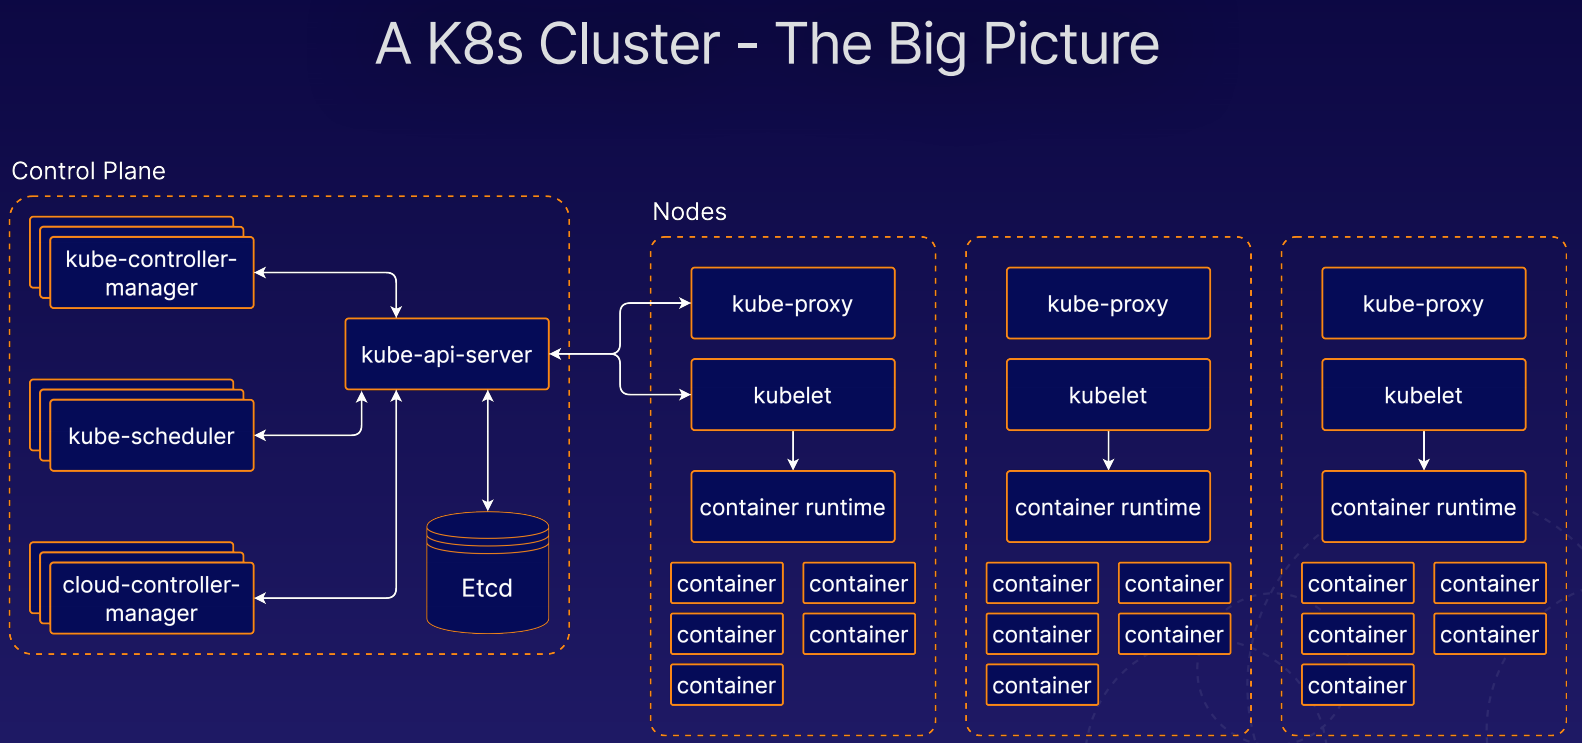 A K8s Cluster - The Big Picture
Control Plane
kube-controller-
manager
kube-api-server
kube-scheduler
cloud-controller-
manager
Etcd
Nodes
kube-proxy
kubelet
container runtime
container
container
container
container
container
kube-proxy
kubelet
container runtime
container
container
container
container
container
kube-proxy
kubelet
container runtime
container
container
container
container
container